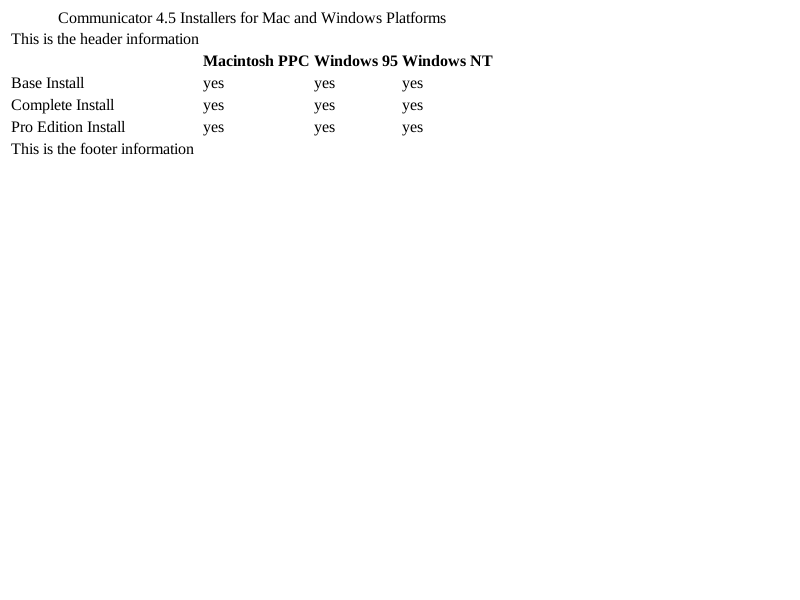 Communicator 4.5 Installers for Mac and Windows Platforms
This is the header information
Macintosh PPC Windows 95 Windows NT
Base Install yes yes yes
Complete Install yes yes yes
Pro Edition Install yes yes yes
This is the footer information